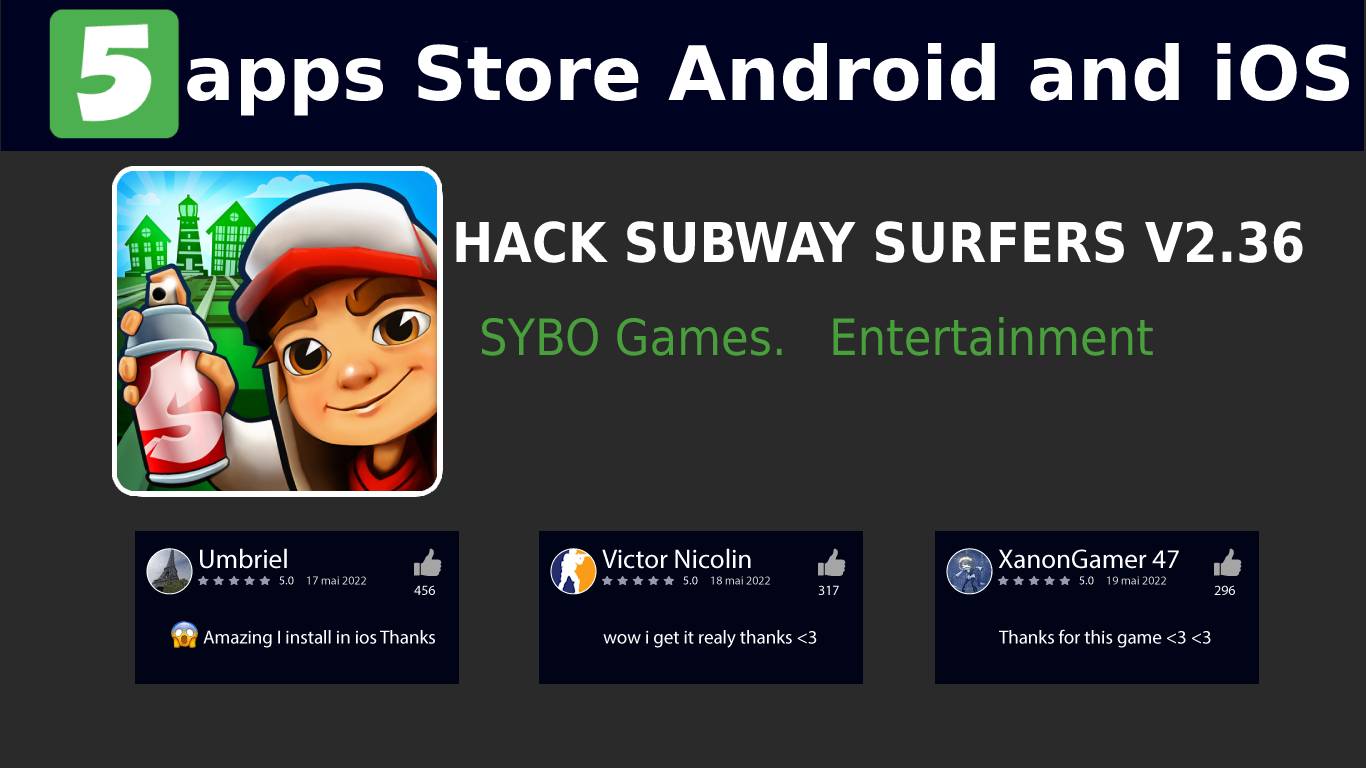 5 apps Store Android and iOS
HACK SUBWAY SURFERS V2.36
SYBO Games. Entertainment
Umbriel
5.0 17 mai 2022
456
😱 Amazing I install in ios Thanks
Victor Nicolin
5.0 18 mai 2022
317
wow i get it realy thanks <3
XanonGamer 47
5.0 19 mai 2022
296
Thanks for this game <3 <3
S